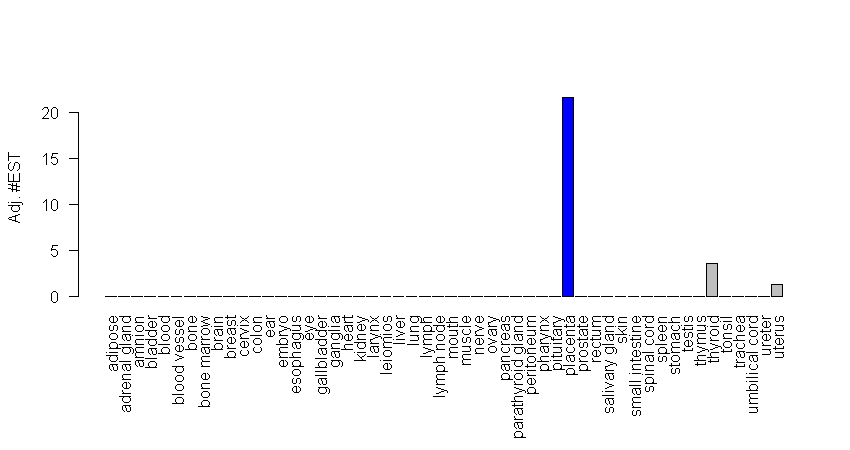 Adj. #EST
20
15
10
5
0
adipose
adrenal gland
amnion
bladder
blood
blood vessel
bone
bone marrow
brain
breast
cervix
colon
ear
embryo
esophagus
eye
gallbladder
ganglia
heart
kidney
larynx
leiomios
liver
lung
lymph
lymph node
mouth
muscle
nerve
ovary
pancreas
parathyroid gland
peritoneum
pharynx
pituitary
placenta
prostate
rectum
salivary gland
skin
small intestine
spinal cord
spleen
stomach
testis
thymus
thyroid
tonsil
trachea
umbilical cord
ureter
uterus